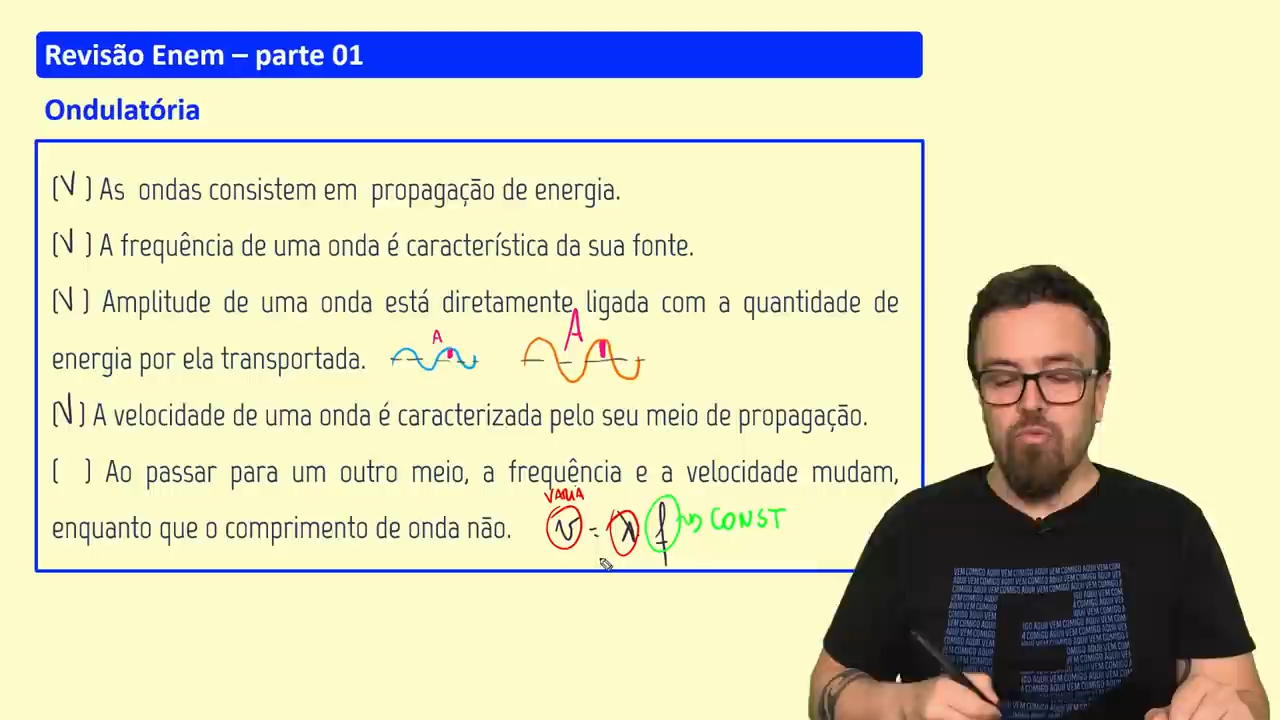 Revisão Enem – parte 01
Ondulatória
(V) As ondas consistem em propagação de energia.
(V) A frequência de uma onda é característica da sua fonte.
(V) Amplitude de uma onda está diretamente ligada com a quantidade de
energia por ela transportada. A A
(V) A velocidade de uma onda é caracterizada pelo seu meio de propagação.
( ) Ao passar para um outro meio, a frequência e a velocidade mudam,
VARIA
enquanto que o comprimento de onda não. v = λ f → CONST
VEM COMIGO AQUI!